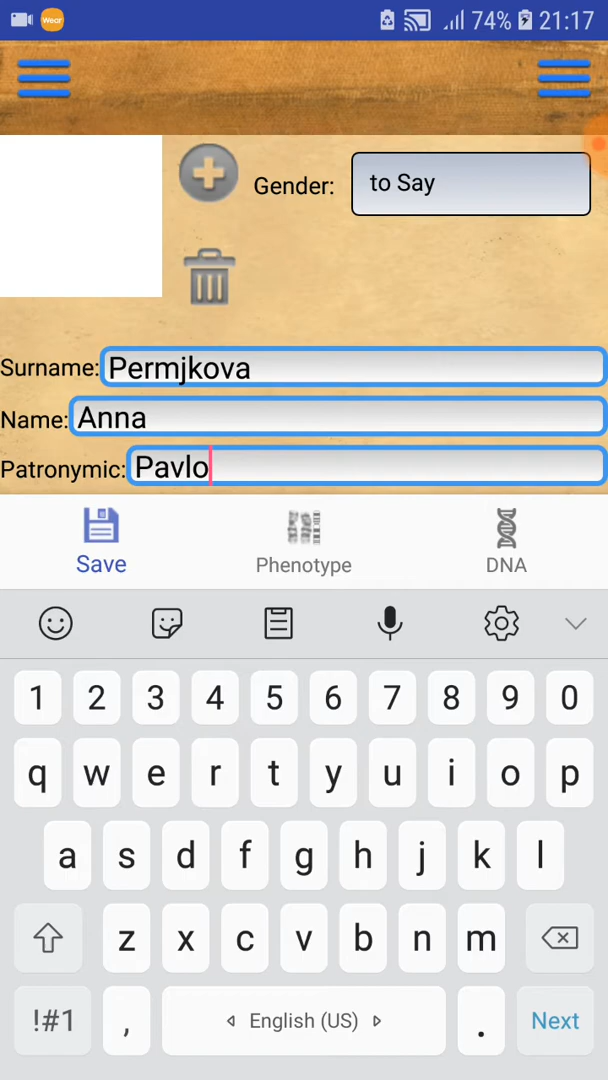 Wear 74% 21:17
Gender: to Say
Surname: Permjkova
Name: Anna
Patronymic: Pavlo
Save Phenotype DNA
1 2 3 4 5 6 7 8 9 0
q w e r t y u i o p
a s d f g h j k l
z x c v b n m
!#1 , English (US) . Next